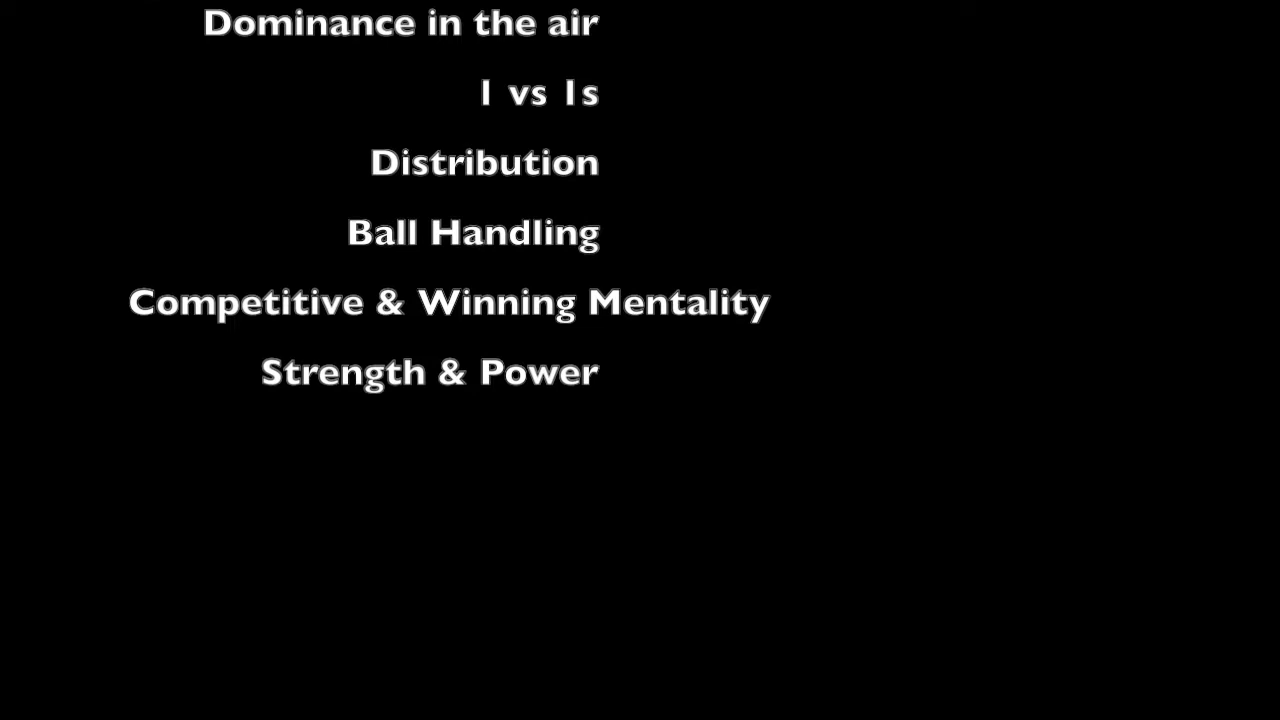 Dominance in the air
1 vs 1s
Distribution
Ball Handling
Competitive & Winning Mentality
Strength & Power